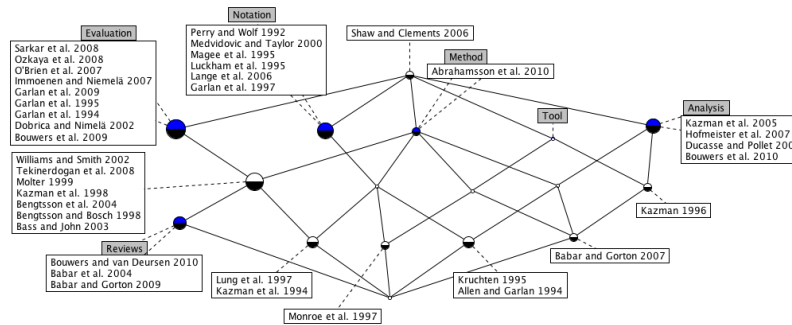 Evaluation
Sarkar et al. 2008
Ozkaya et al. 2008
O'Brien et al. 2007
Immoenen and Niemelä 2007
Garlan et al. 2009
Garlan et al. 1995
Garlan et al. 1994
Dobrica and Nimelä 2002
Bouwers et al. 2009
Notation
Perry and Wolf 1992
Medvidovic and Taylor 2000
Magee et al. 1995
Luckham et al. 1995
Lange et al. 2006
Garlan et al. 1997
Shaw and Clements 2006
Method
Abrahamsson et al. 2010
Tool
Analysis
Kazman et al. 2005
Hofmeister et al. 2007
Ducasse and Pollet 200
Bouwers et al. 2010
Williams and Smith 2002
Tekinerdogan et al. 2008
Molter 1999
Kazman et al. 1998
Bengtsson et al. 2004
Bengtsson and Bosch 1998
Bass and John 2003
Kazman 1996
Reviews
Bouwers and van Deursen 2010
Babar et al. 2004
Babar and Gorton 2009
Lung et al. 1997
Kazman et al. 1994
Monroe et al. 1997
Kruchten 1995
Allen and Garlan 1994
Babar and Gorton 2007